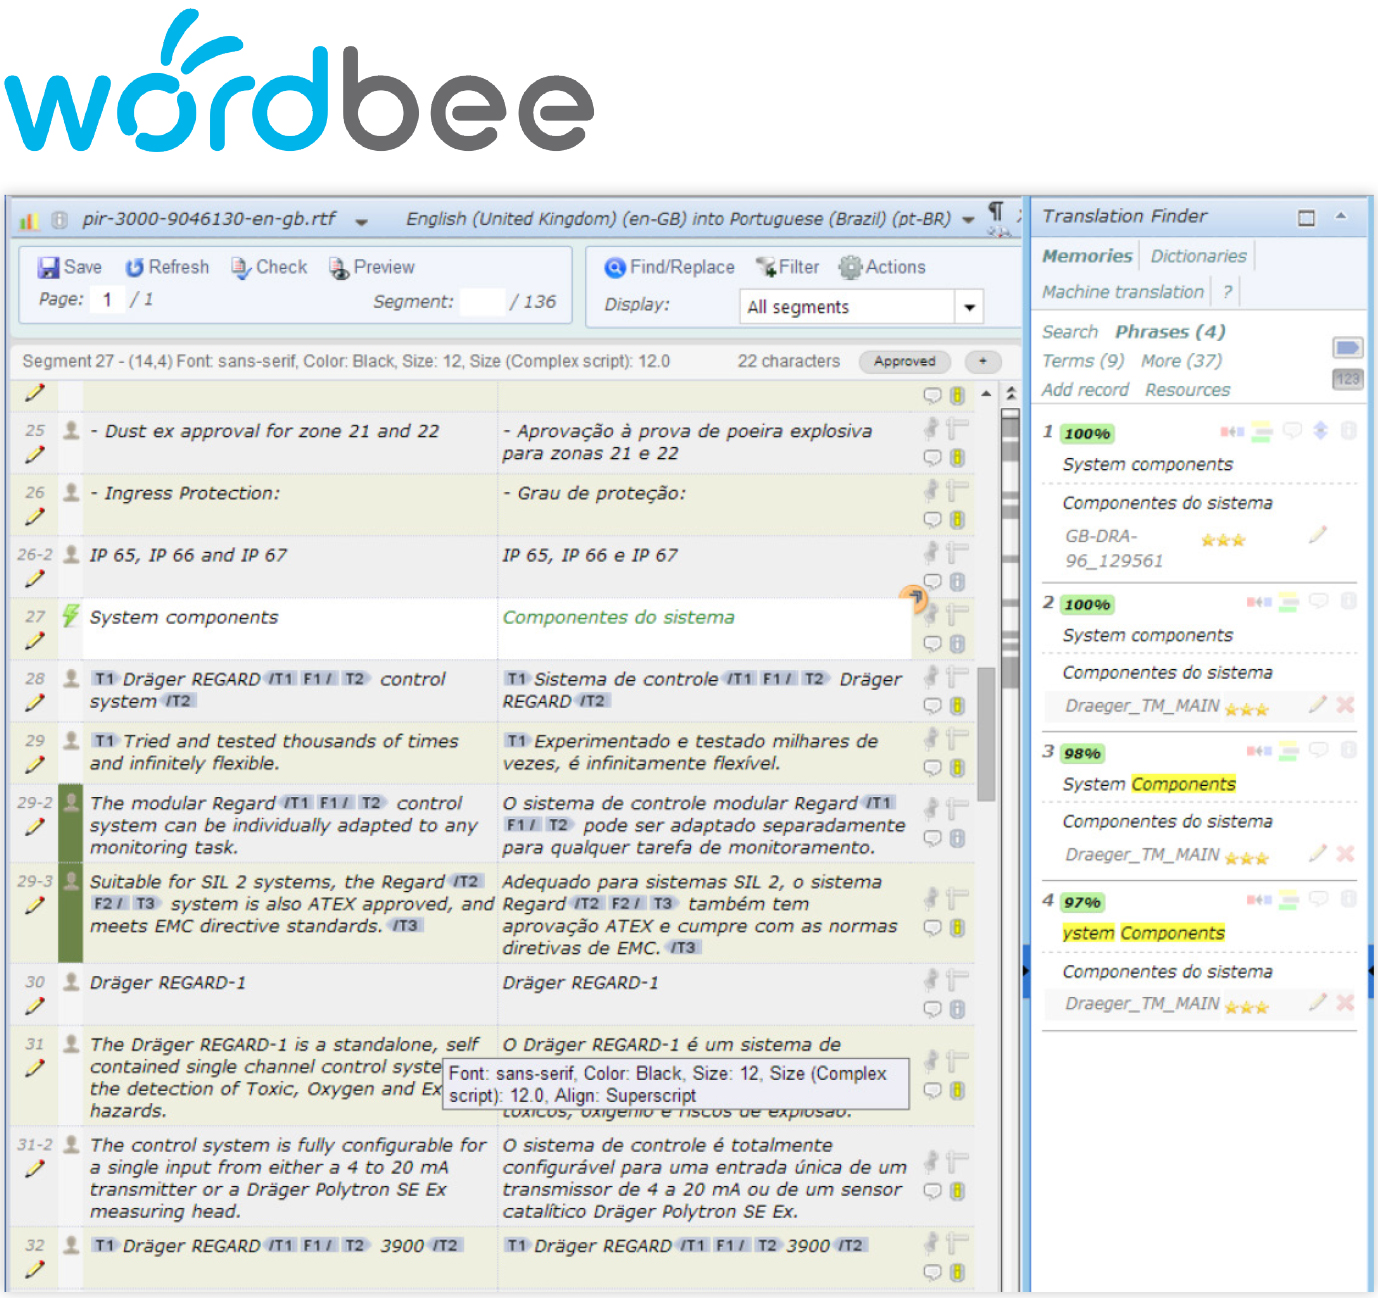 wordbee
pir-3000-9046130-en-gb.rtf English (United Kingdom) (en-GB) into Portuguese (Brazil) (pt-BR) ¶
Save Refresh Check Preview
Page: 1 / 1 Segment: / 136
Find/Replace Filter Actions
Display: All segments
Segment 27 - (14,4) Font: sans-serif, Color: Black, Size: 12, Size (Complex script): 12.0 22 characters Approved +
25 - Dust ex approval for zone 21 and 22
- Aprovação à prova de poeira explosiva
para zonas 21 e 22
26 - Ingress Protection:
- Grau de proteção:
26-2 IP 65, IP 66 and IP 67
IP 65, IP 66 e IP 67
27 System components
Componentes do sistema
28 T1 Dräger REGARD /T1 F1 / T2 control
system /T2
T1 Sistema de controle /T1 F1 / T2 Dräger
REGARD /T2
29 T1 Tried and tested thousands of times
and infinitely flexible.
T1 Experimentado e testado milhares de
vezes, é infinitamente flexível.
29-2 The modular Regard /T1 F1 / T2 control
system can be individually adapted to any
monitoring task.
O sistema de controle modular Regard /T1
F1 / T2 pode ser adaptado separadamente
para qualquer tarefa de monitoramento.
29-3 Suitable for SIL 2 systems, the Regard /T2
F2 / T3 system is also ATEX approved, and
meets EMC directive standards. /T3
Adequado para sistemas SIL 2, o sistema
Regard /T2 F2 / T3 também tem
aprovação ATEX e cumpre com as normas
diretivas de EMC. /T3
30 Dräger REGARD-1
Dräger REGARD-1
31 The Dräger REGARD-1 is a standalone, self
contained single channel control syste
the detection of Toxic, Oxygen and Ex
hazards.
O Dräger REGARD-1 é um sistema de
Font: sans-serif, Color: Black, Size: 12, Size (Complex
script): 12.0, Align: Superscript
tóxicos, oxigênio e riscos de explosão.
31-2 The control system is fully configurable for
a single input from either a 4 to 20 mA
transmitter or a Dräger Polytron SE Ex
measuring head.
O sistema de controle é totalmente
configurável para uma entrada única de um
transmissor de 4 a 20 mA ou de um sensor
catalítico Dräger Polytron SE Ex.
32 T1 Dräger REGARD /T1 F1 / T2 3900 /T2
T1 Dräger REGARD /T1 F1 / T2 3900 /T2
Translation Finder
Memories Dictionaries
Machine translation ?
Search Phrases (4)
Terms (9) More (37)
123
Add record Resources
1 100%
System components
Componentes do sistema
GB-DRA-
96_129561
2 100%
System components
Componentes do sistema
Draeger_TM_MAIN
3 98%
System Components
Componentes do sistema
Draeger_TM_MAIN
4 97%
ystem Components
Componentes do sistema
Draeger_TM_MAIN